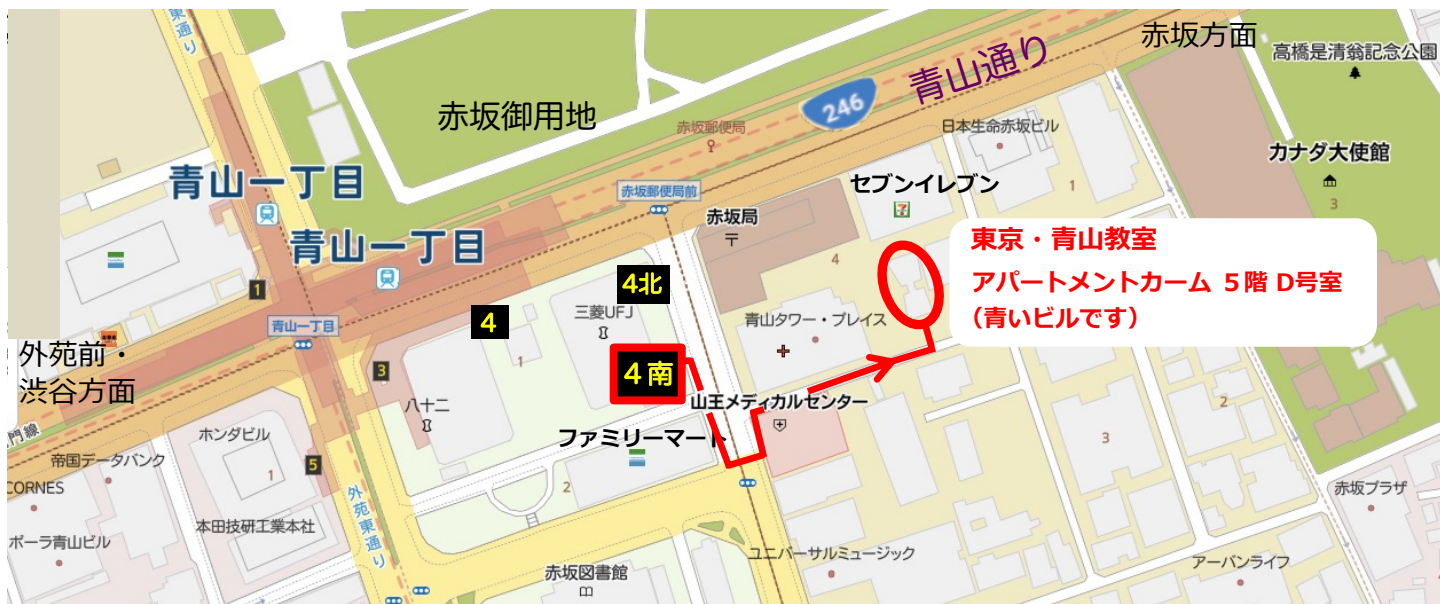 東通り
赤坂御用地
246
青山通り
赤坂方面
高橋是清翁記念公園
赤坂郵便局
日本生命赤坂ビル
カナダ大使館
3
青山一丁目
青山一丁目
赤坂郵便局前
赤坂局
セブンイレブン
1
4
東京・青山教室
アパートメントカーム 5階 D号室
（青いビルです）
1
青山一丁目
4
4北
三菱UFJ
青山タワー・プレイス
外苑前・
渋谷方面
3
1
4南
八十二
山王メディカルセンター
ファミリーマート
2
3
門線
ホンダビル
帝国データバンク
1
5
CORNES
2
赤坂プラザ
外苑東通り
本田技研工業本社
ポーラ青山ビル
ユニバーサルミュージック
アーバンライフ
赤坂図書館